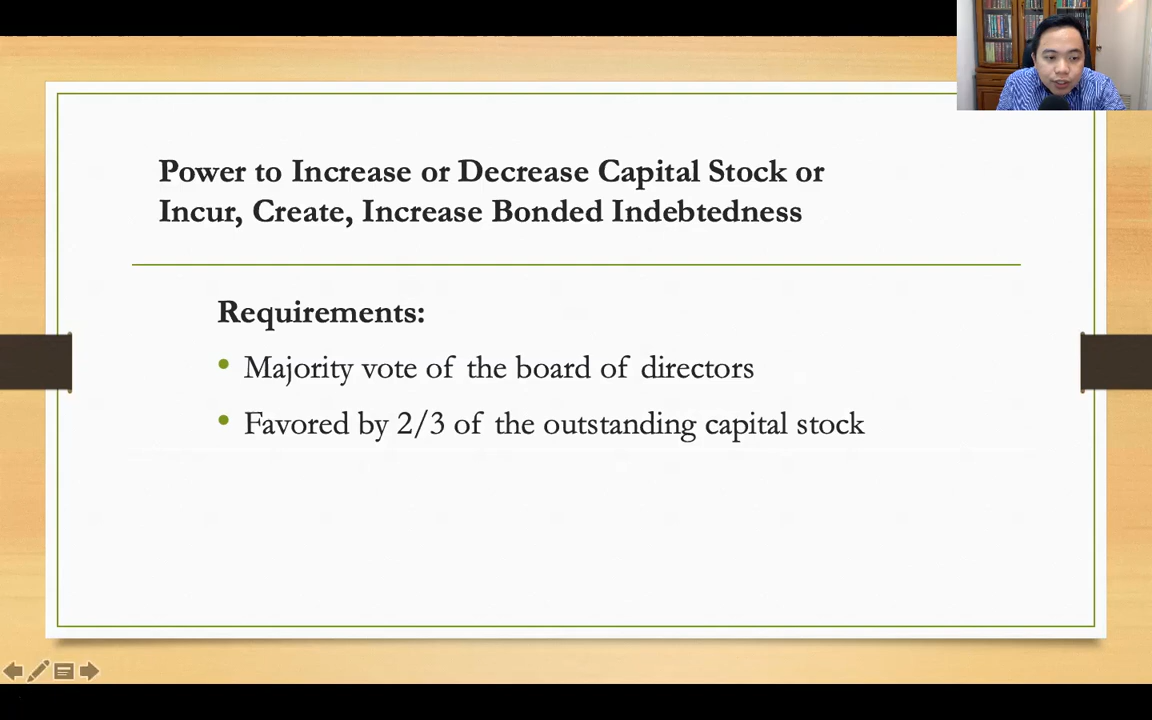 Power to Increase or Decrease Capital Stock or
Incur, Create, Increase Bonded Indebtedness
Requirements:
• Majority vote of the board of directors
• Favored by 2/3 of the outstanding capital stock